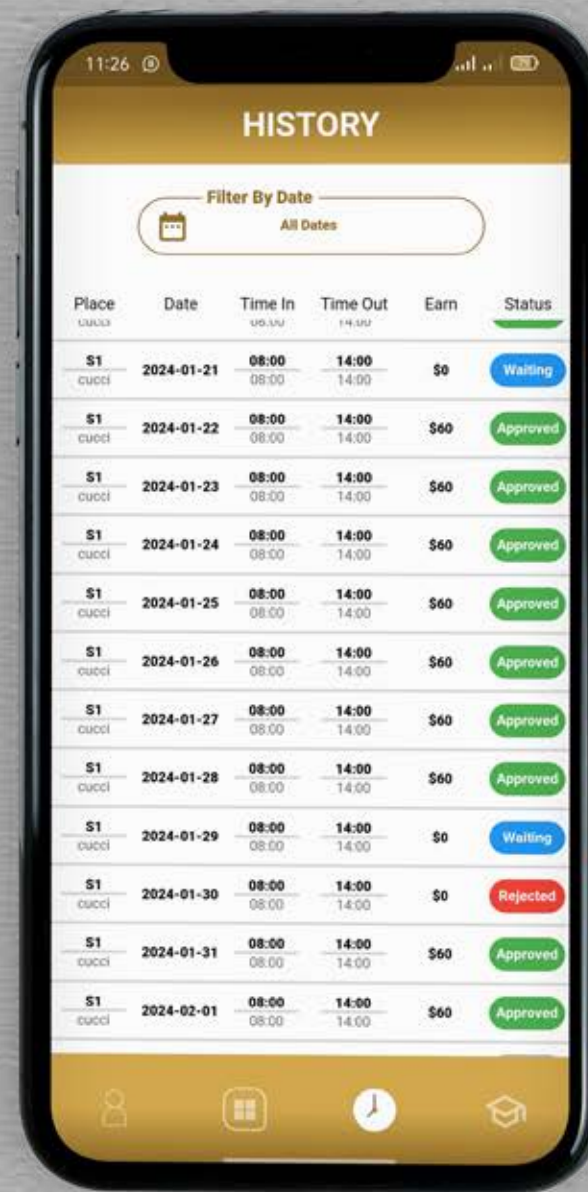 11:26
HISTORY
Filter By Date
All Dates
Place Date Time In Time Out Earn Status
cucci 08:00 14:00
S1 08:00 14:00
2024-01-21 $0 Waiting
cucci 08:00 14:00
S1 08:00 14:00
2024-01-22 $60 Approved
cucci 08:00 14:00
S1 08:00 14:00
2024-01-23 $60 Approved
cucci 08:00 14:00
S1 08:00 14:00
2024-01-24 $60 Approved
cucci 08:00 14:00
S1 08:00 14:00
2024-01-25 $60 Approved
cucci 08:00 14:00
S1 08:00 14:00
2024-01-26 $60 Approved
cucci 08:00 14:00
S1 08:00 14:00
2024-01-27 $60 Approved
cucci 08:00 14:00
S1 08:00 14:00
2024-01-28 $60 Approved
cucci 08:00 14:00
S1 08:00 14:00
2024-01-29 $0 Waiting
cucci 08:00 14:00
S1 08:00 14:00
2024-01-30 $0 Rejected
cucci 08:00 14:00
S1 08:00 14:00
2024-01-31 $60 Approved
cucci 08:00 14:00
S1 08:00 14:00
2024-02-01 $60 Approved
cucci 08:00 14:00